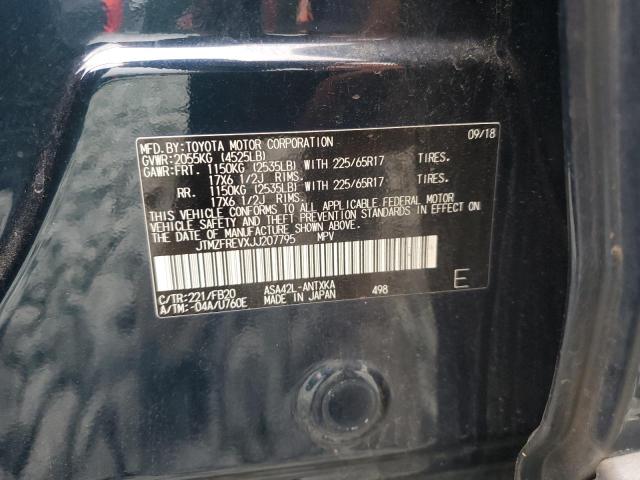 MFD.BY:TOYOTA MOTOR CORPORATION 09/18
GVWR:2055KG (4525LB)
GAWR:FRT. 1150KG (2535LB) WITH 225/65R17 TIRES.
17X6 1/2J RIMS.
RR. 1150KG (2535LB) WITH 225/65R17 TIRES.
17X6 1/2J RIMS.
THIS VEHICLE CONFORMS TO ALL APPLICABLE FEDERAL MOTOR
VEHICLE SAFETY AND THEFT PREVENTION STANDARDS IN EFFECT ON
THE DATE OF MANUFACTURE SHOWN ABOVE.
JTMZFREVXJJ207795 MPV
C/TR:221/FB20 ASA42L-ANTXKA
A/TM:-04A/U760E MADE IN JAPAN 498 E